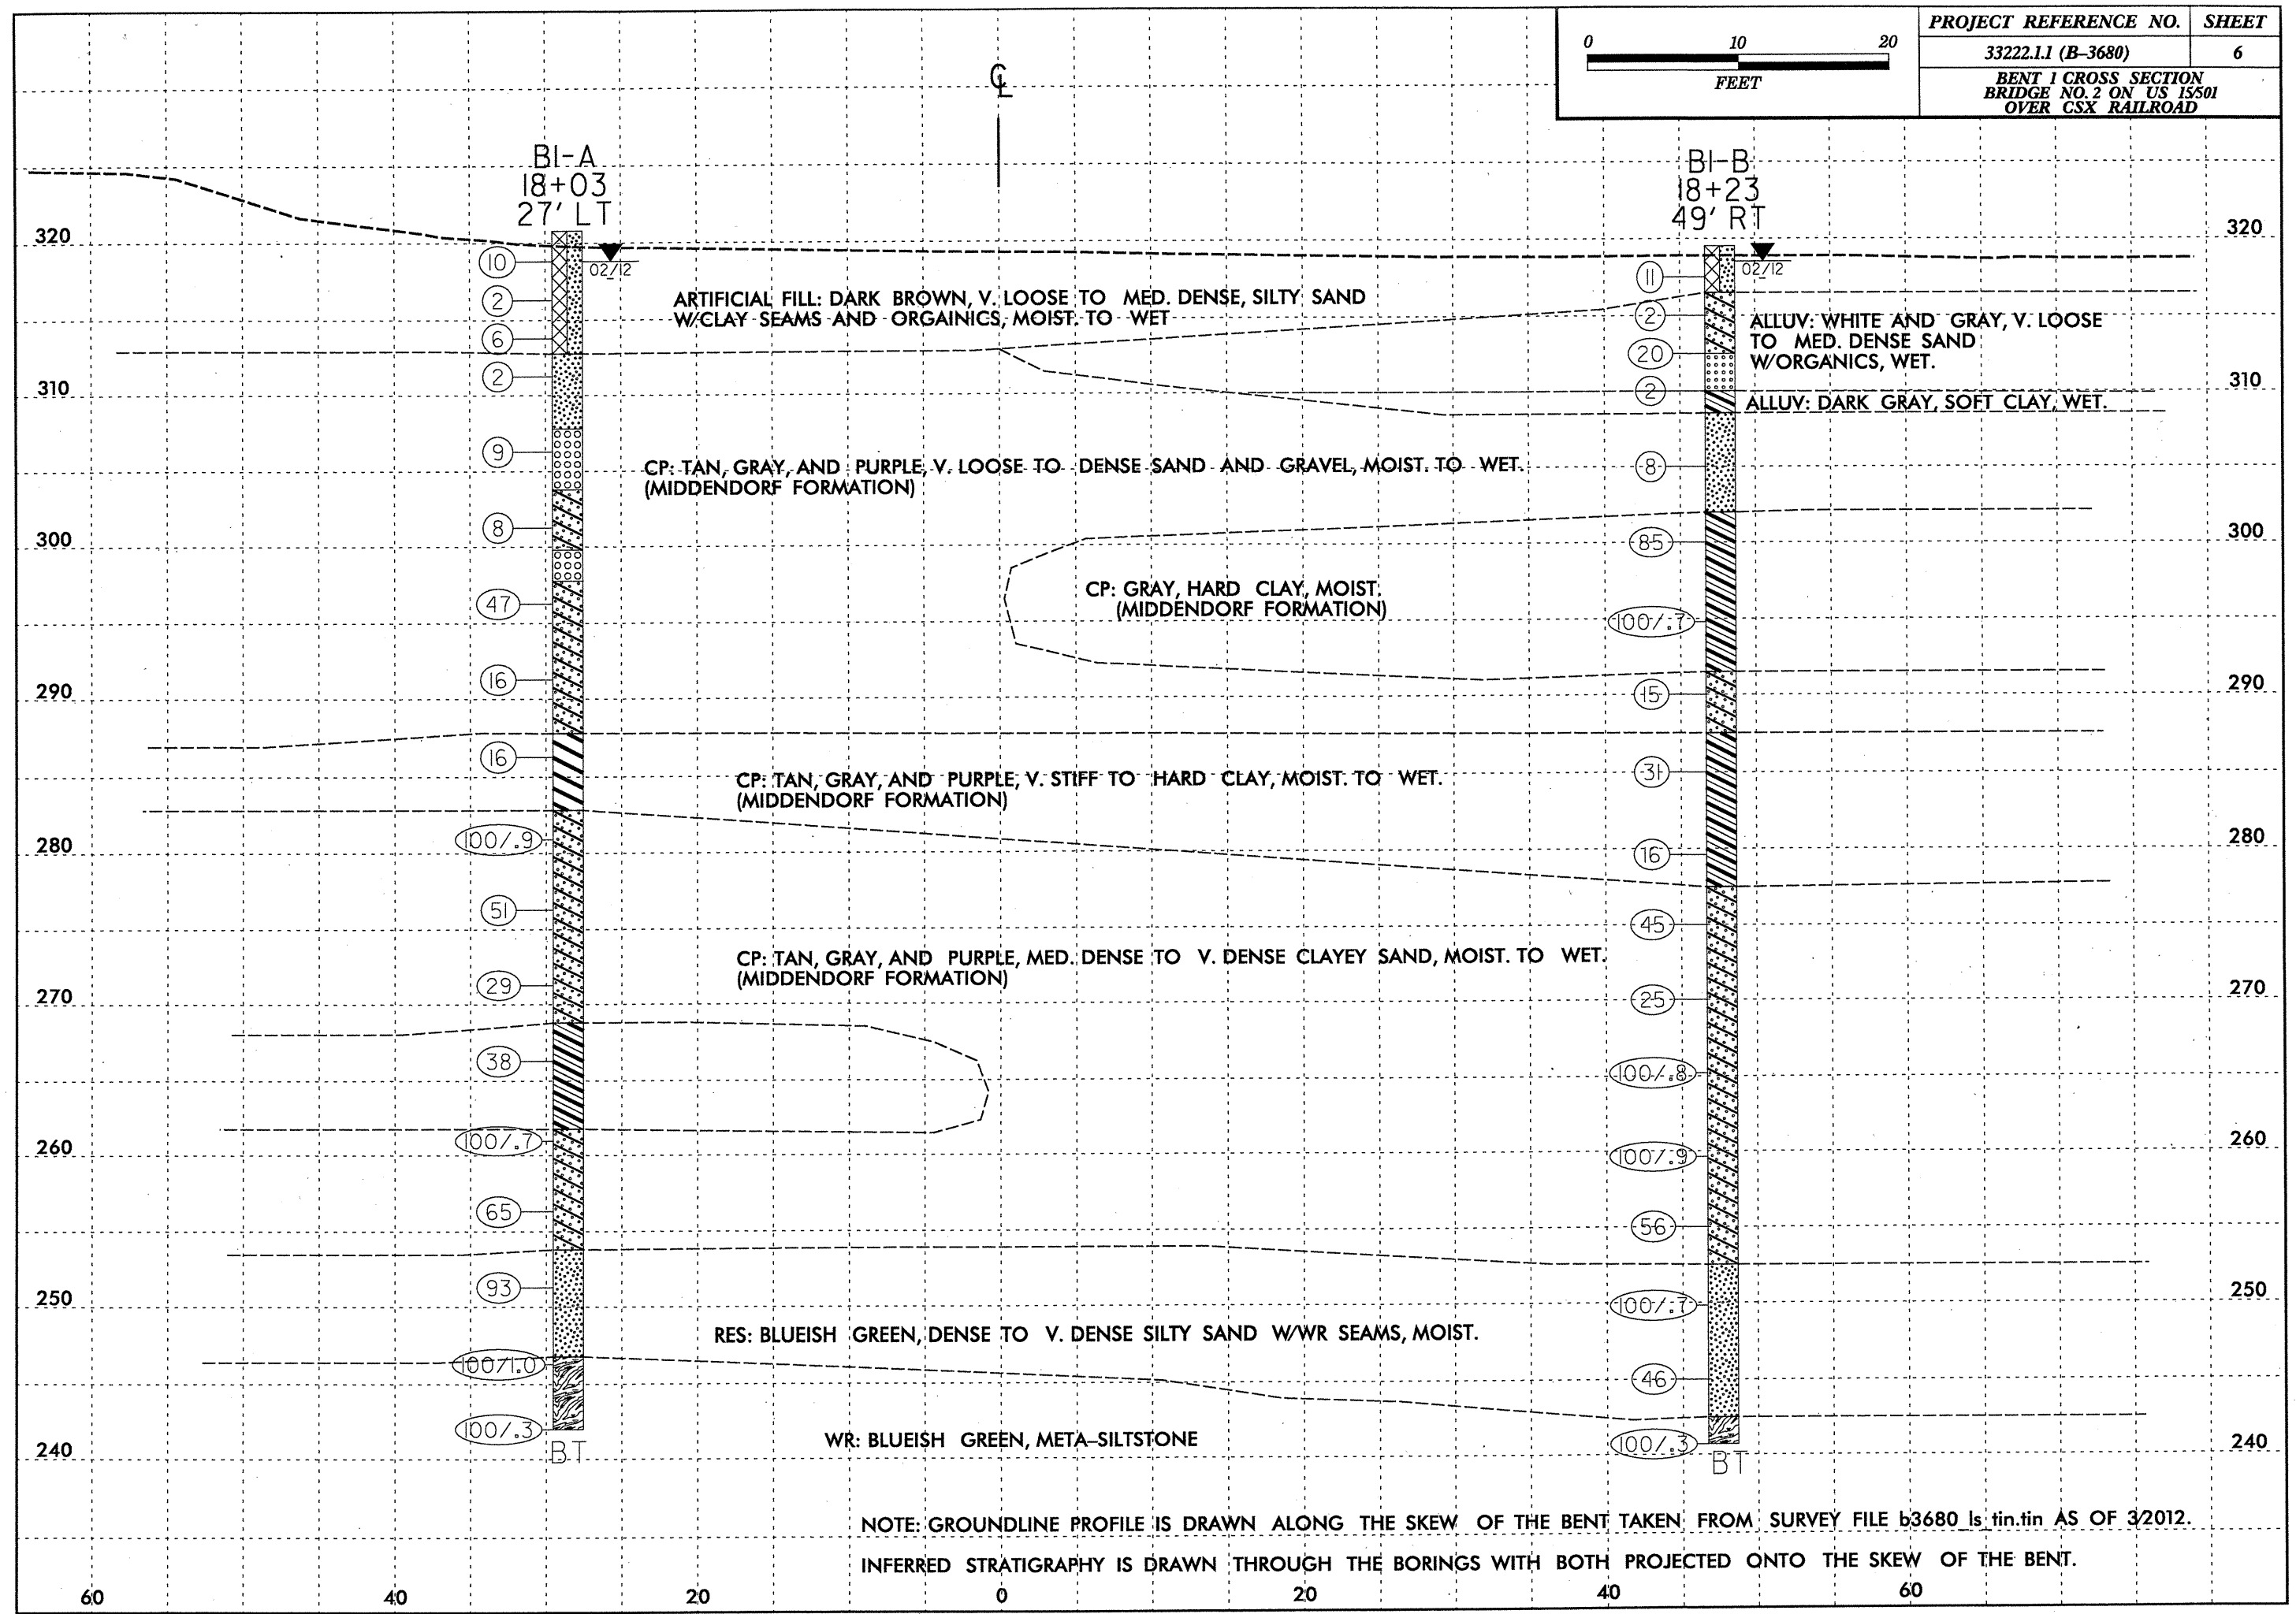 PROJECT REFERENCE NO. SHEET
33222.1.1 (B-3680) 6
BENT 1 CROSS SECTION
BRIDGE NO. 2 ON US 15/501
OVER CSX RAILROAD
0 10 20
FEET
CL
B1-A
18+03
27' LT
B1-B
18+23
49' RT
320 320
02/12 02/12
10
2
6
2
9
8
47
16
16
100/.9
51
29
38
100/.7
65
93
100/1.0
100/.3
BT
11
2
20
2
8
85
100/.7
15
31
16
45
25
100/.8
100/.9
56
100/.7
46
100/.3
BT
ARTIFICIAL FILL: DARK BROWN, V. LOOSE TO MED. DENSE, SILTY SAND
W/CLAY SEAMS AND ORGAINICS, MOIST. TO WET
ALLUV: WHITE AND GRAY, V. LOOSE
TO MED. DENSE SAND
W/ORGANICS, WET.
310 310
ALLUV: DARK GRAY, SOFT CLAY, WET.
CP: TAN, GRAY, AND PURPLE, V. LOOSE TO DENSE SAND AND GRAVEL, MOIST. TO WET.
(MIDDENDORF FORMATION)
300 300
CP: GRAY, HARD CLAY, MOIST.
(MIDDENDORF FORMATION)
290 290
CP: TAN, GRAY, AND PURPLE, V. STIFF TO HARD CLAY, MOIST. TO WET.
(MIDDENDORF FORMATION)
280 280
CP: TAN, GRAY, AND PURPLE, MED. DENSE TO V. DENSE CLAYEY SAND, MOIST. TO WET.
(MIDDENDORF FORMATION)
270 270
260 260
250 250
RES: BLUEISH GREEN, DENSE TO V. DENSE SILTY SAND W/WR SEAMS, MOIST.
WR: BLUEISH GREEN, META-SILTSTONE
240 240
NOTE: GROUNDLINE PROFILE IS DRAWN ALONG THE SKEW OF THE BENT TAKEN FROM SURVEY FILE b3680_ls_tin.tin AS OF 3/2012.
INFERRED STRATIGRAPHY IS DRAWN THROUGH THE BORINGS WITH BOTH PROJECTED ONTO THE SKEW OF THE BENT.
60 40 20 0 20 40 60